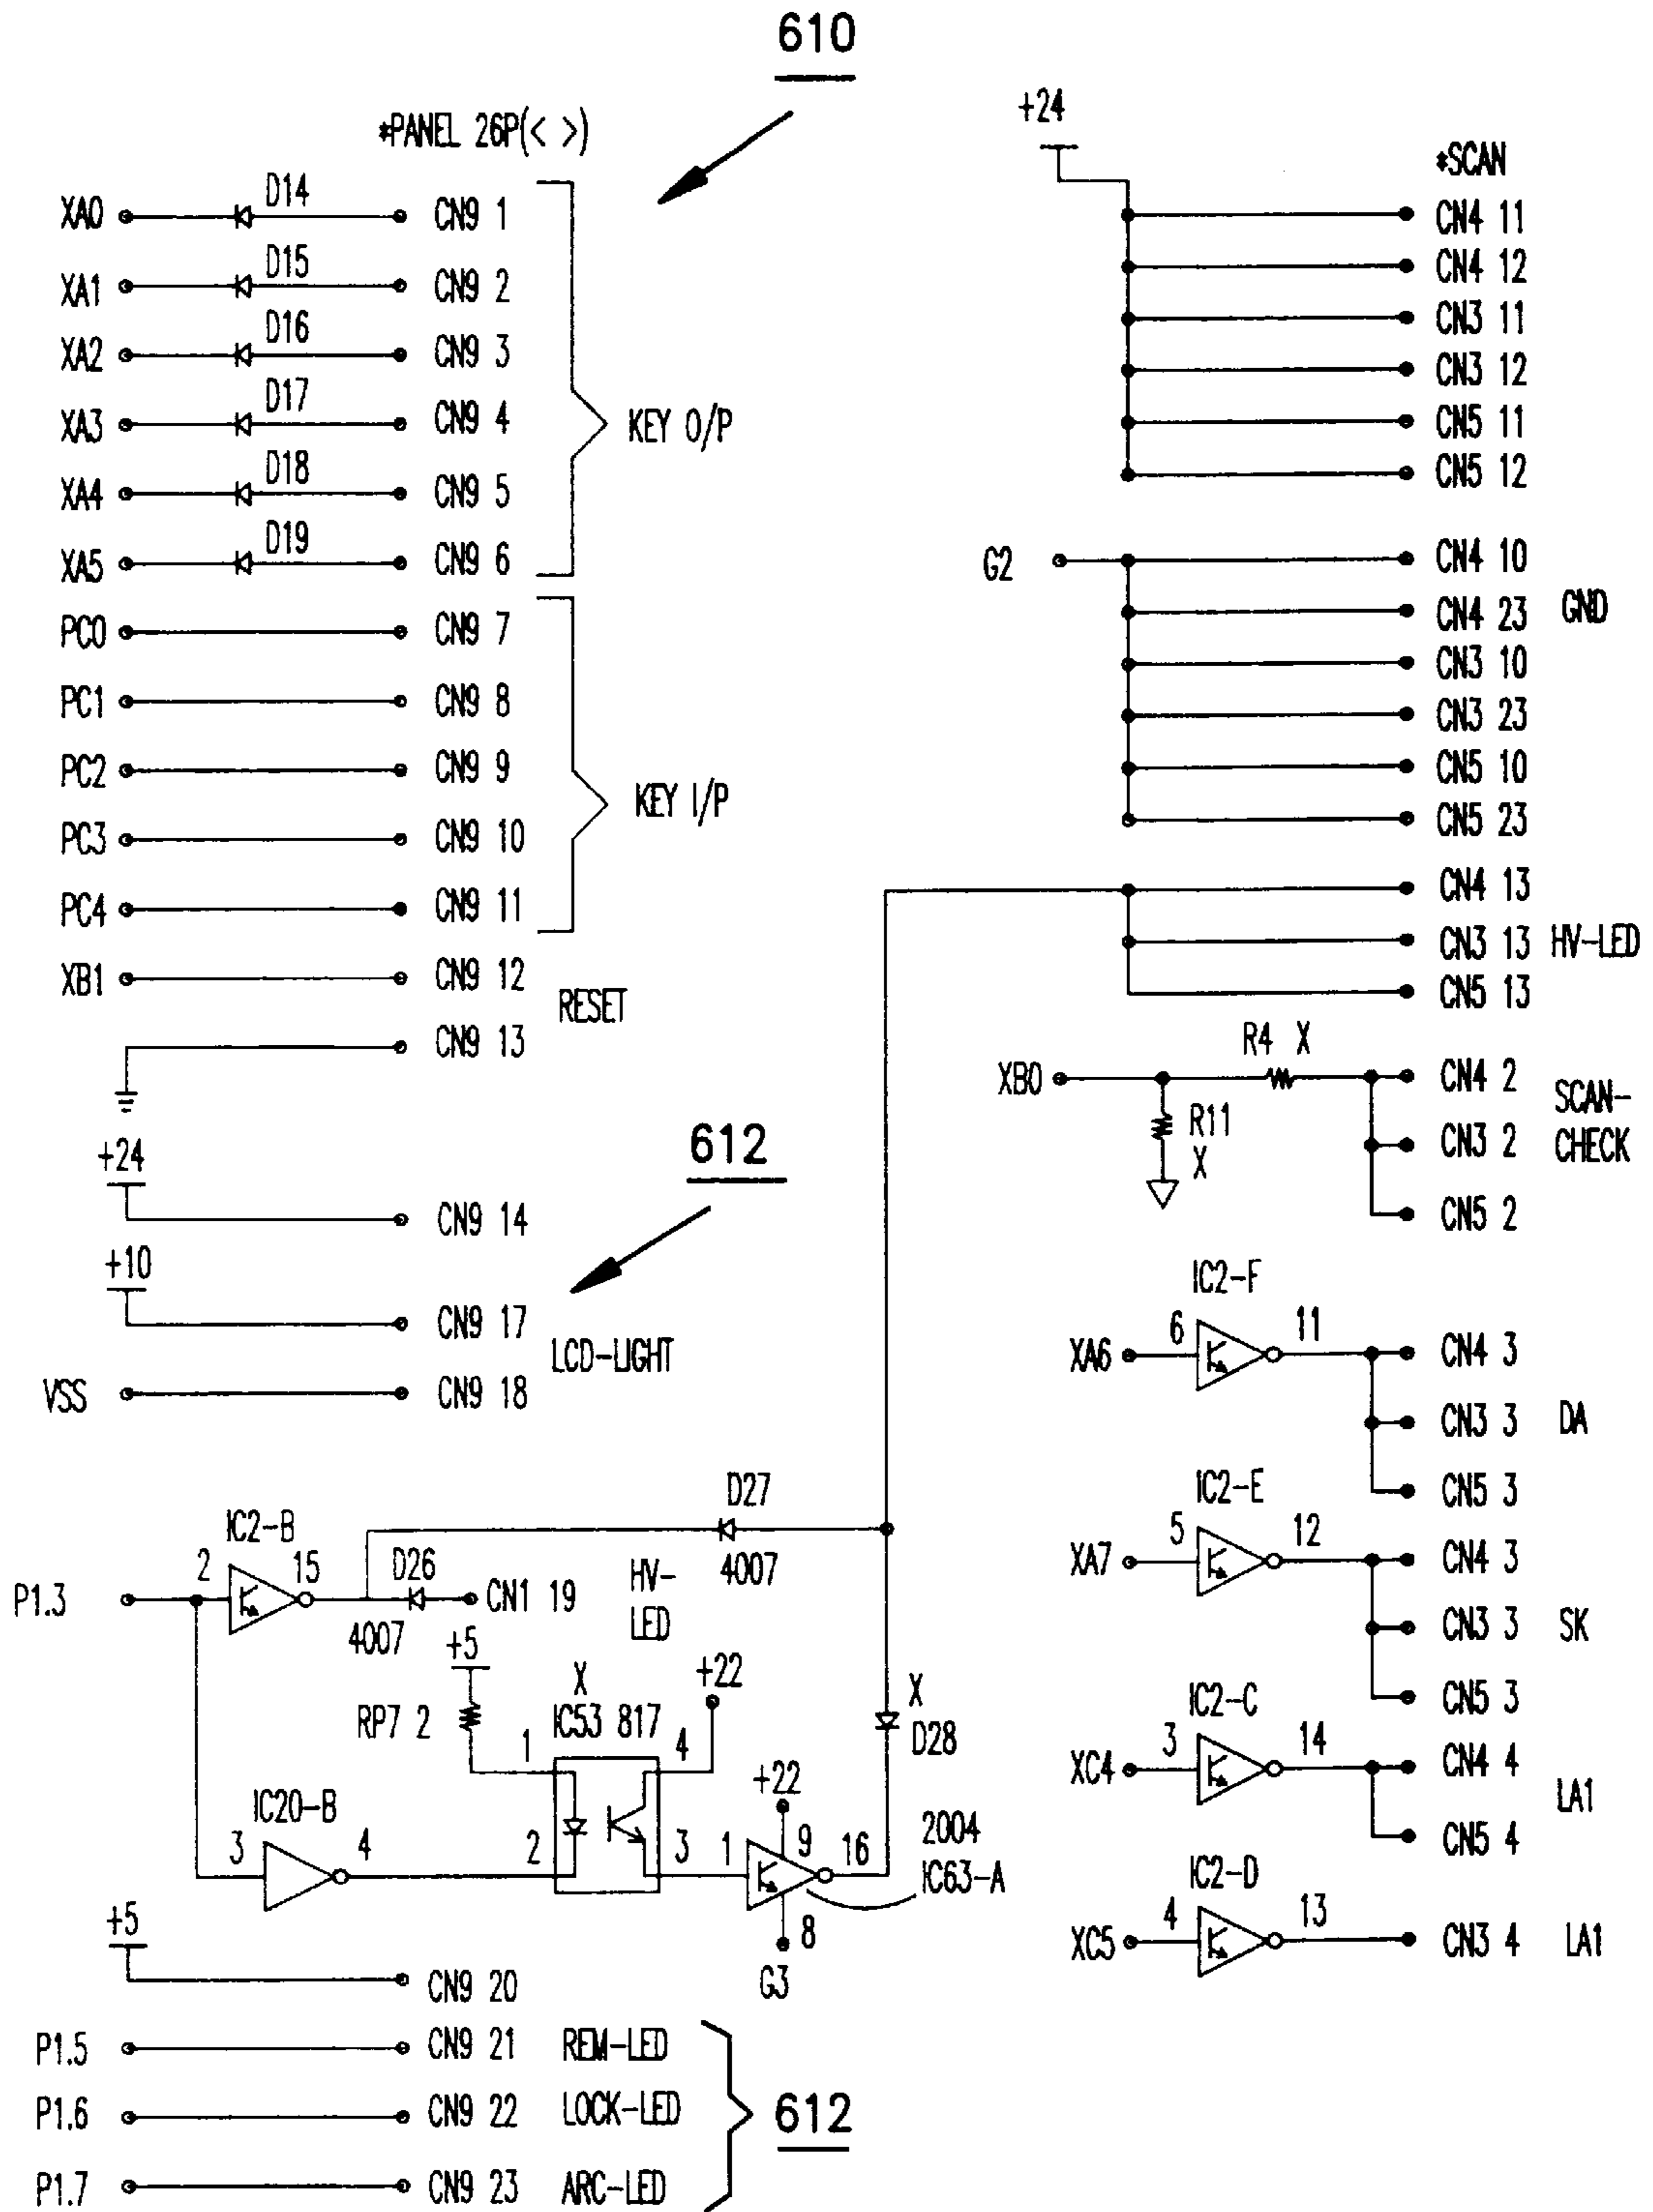 610
*PANEL 26P(< >)
XA0 D14 CN9 1
XA1 D15 CN9 2
XA2 D16 CN9 3
XA3 D17 CN9 4
XA4 D18 CN9 5
XA5 D19 CN9 6
KEY O/P
PC0 CN9 7
PC1 CN9 8
PC2 CN9 9
PC3 CN9 10
PC4 CN9 11
KEY I/P
XB1 CN9 12
RESET
CN9 13
+24
CN9 14
612
+10
CN9 17
LCD-LIGHT
VSS CN9 18
P1.3
2 IC2-B 15
D26
4007
CN1 19
HV-
LED
D27
4007
+5
RP7 2
X
IC53 817
1
4
2
3
+22
IC20-B
3 4
+22
1 9 16
8
G3
2004
IC63-A
X
D28
+5
CN9 20
P1.5 CN9 21 REM-LED
P1.6 CN9 22 LOCK-LED
P1.7 CN9 23 ARC-LED
612
+24
*SCAN
CN4 11
CN4 12
CN3 11
CN3 12
CN5 11
CN5 12
G2
CN4 10
CN4 23 GND
CN3 10
CN3 23
CN5 10
CN5 23
CN4 13
CN3 13 HV-LED
CN5 13
XB0
R4 X
R11
X
CN4 2
CN3 2
CN5 2
SCAN-
CHECK
IC2-F
XA6 6 11 CN4 3
CN3 3 DA
CN5 3
IC2-E
XA7 5 12 CN4 3
CN3 3 SK
CN5 3
IC2-C
XC4 3 14 CN4 4
LA1
CN5 4
IC2-D
XC5 4 13 CN3 4 LA1